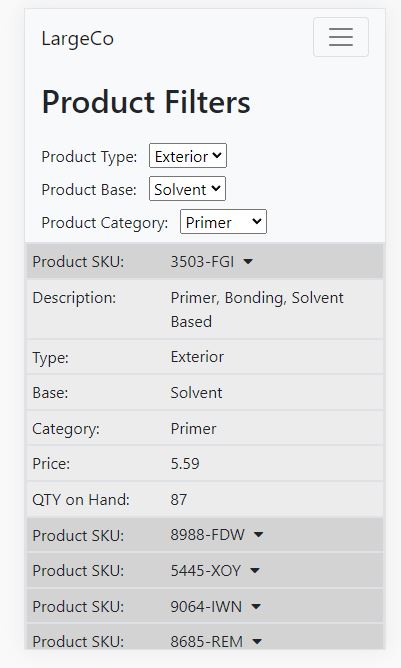 LargeCo
Product Filters
Product Type: Exterior
Product Base: Solvent
Product Category: Primer
Product SKU: 3503-FGI
Description: Primer, Bonding, Solvent
Based
Type: Exterior
Base: Solvent
Category: Primer
Price: 5.59
QTY on Hand: 87
Product SKU: 8988-FDW
Product SKU: 5445-XOY
Product SKU: 9064-IWN
Product SKU: 8685-REM